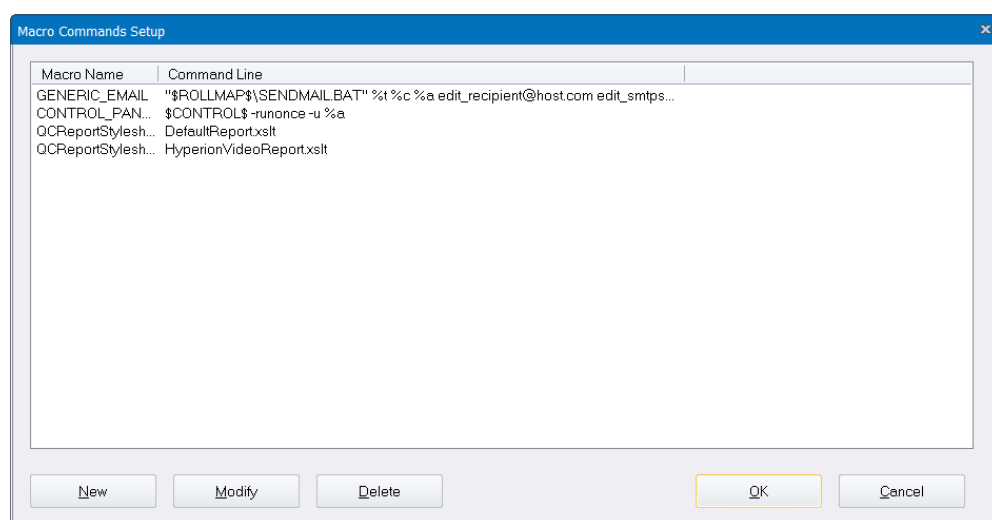 Macro Commands Setup
Macro Name Command Line
GENERIC_EMAIL "$ROLLMAP$\SENDMAIL.BAT" %t %c %a edit_recipient@host.com edit_smtps...
CONTROL_PAN... $CONTROL$ -runonce -u %a
QCReportStylesh... DefaultReport.xslt
QCReportStylesh... HyperionVideoReport.xslt
New Modify Delete OK Cancel